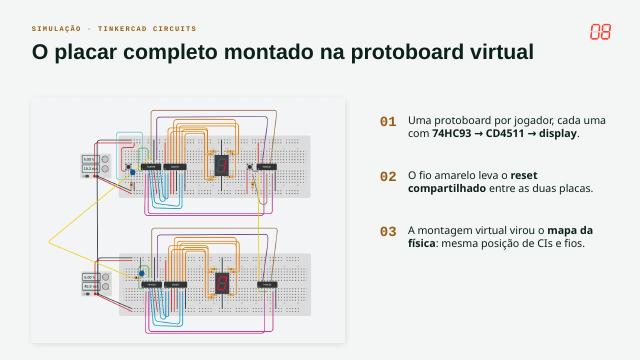 SIMULAÇÃO · TINKERCAD CIRCUITS
08
O placar completo montado na protoboard virtual
01 Uma protoboard por jogador, cada uma
com 74HC93 → CD4511 → display.
02 O fio amarelo leva o reset
compartilhado entre as duas placas.
03 A montagem virtual virou o mapa da
física: mesma posição de CIs e fios.